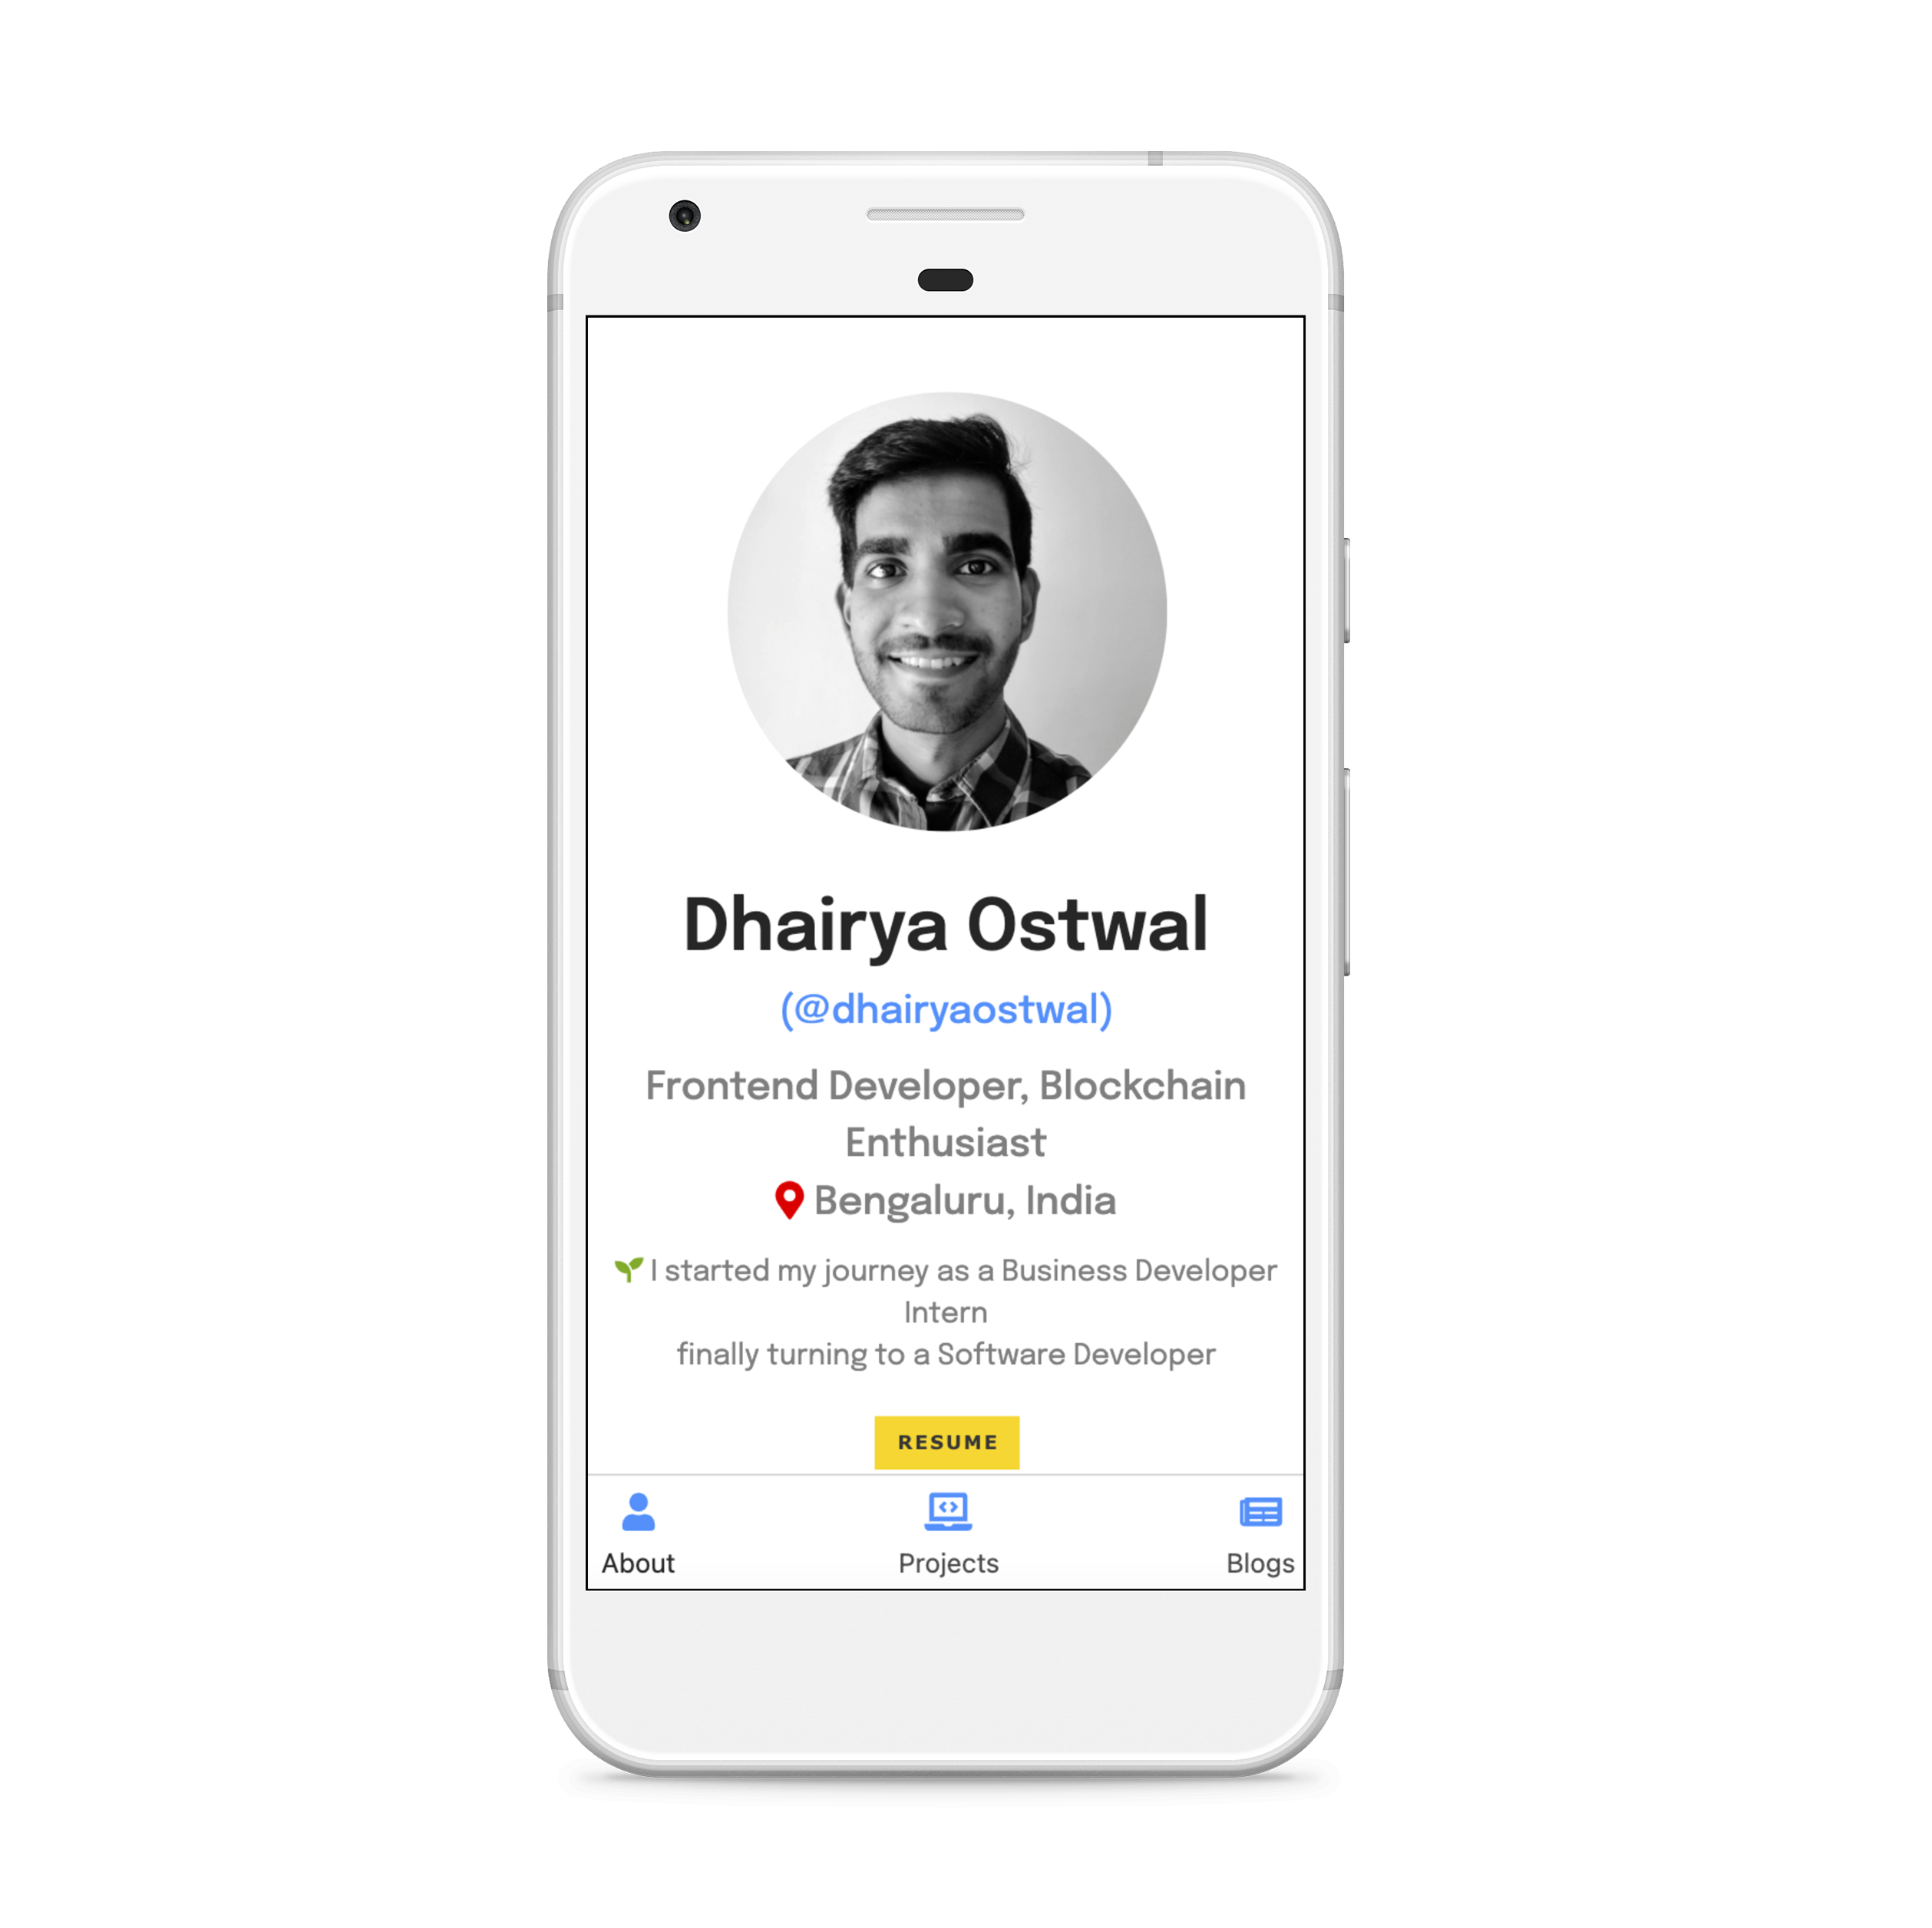 Dhairya Ostwal
(@dhairyaostwal)
Frontend Developer, Blockchain
Enthusiast
📍 Bengaluru, India
🌱 I started my journey as a Business Developer
Intern
finally turning to a Software Developer
RESUME
About Projects Blogs